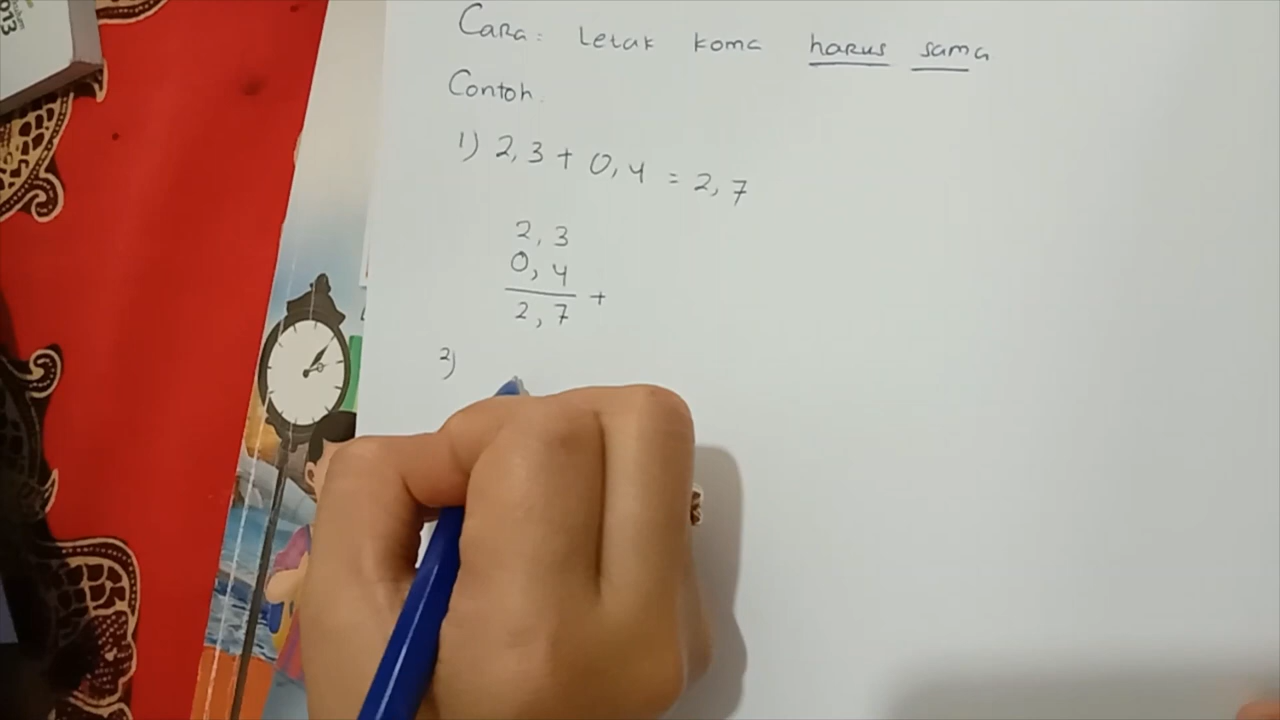 013
Cara: letak koma harus sama
Contoh.
1) 2,3 + 0,4 = 2,7
2,3
0,4
+
2,7
2)